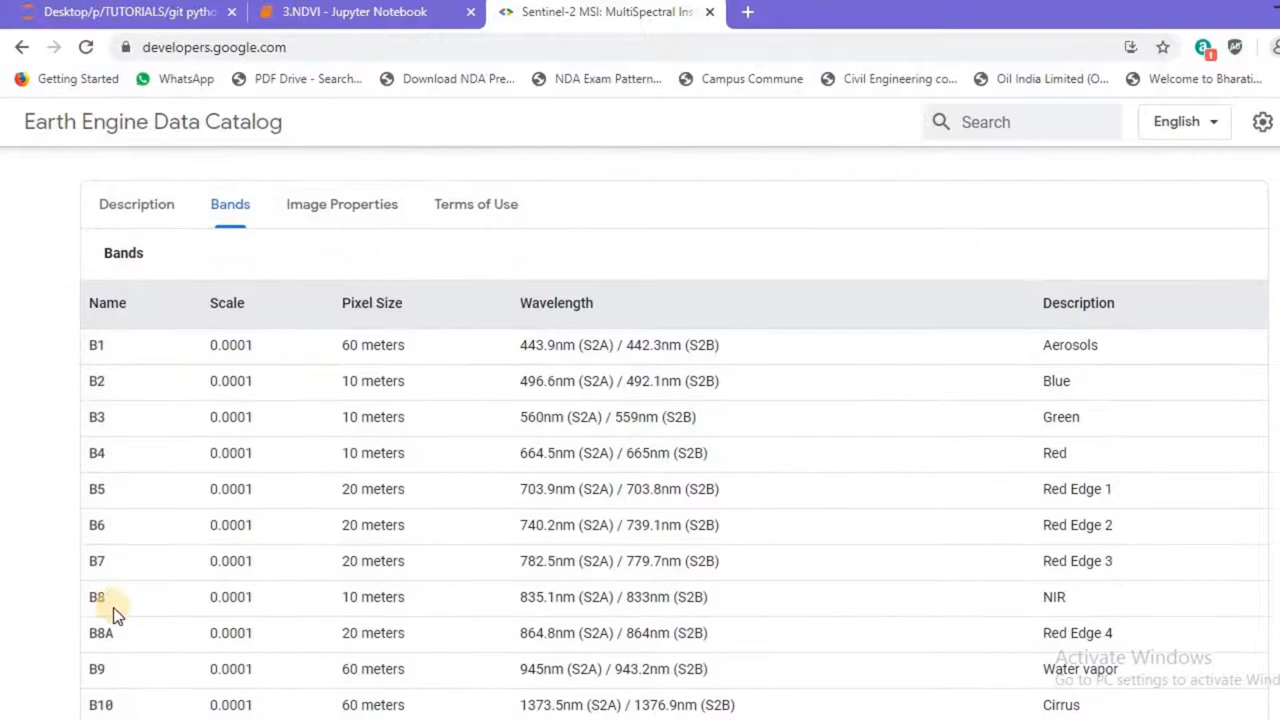 Desktop/p/TUTORIALS/git pytho
3.NDVI - Jupyter Notebook
Sentinel-2 MSI: MultiSpectral Ins
developers.google.com
Getting Started WhatsApp PDF Drive - Search... Download NDA Pre... NDA Exam Pattern... Campus Commune Civil Engineering co... Oil India Limited (O... Welcome to Bharati...
Earth Engine Data Catalog Search English
Description Bands Image Properties Terms of Use
Bands
Name Scale Pixel Size Wavelength Description
B1 0.0001 60 meters 443.9nm (S2A) / 442.3nm (S2B) Aerosols
B2 0.0001 10 meters 496.6nm (S2A) / 492.1nm (S2B) Blue
B3 0.0001 10 meters 560nm (S2A) / 559nm (S2B) Green
B4 0.0001 10 meters 664.5nm (S2A) / 665nm (S2B) Red
B5 0.0001 20 meters 703.9nm (S2A) / 703.8nm (S2B) Red Edge 1
B6 0.0001 20 meters 740.2nm (S2A) / 739.1nm (S2B) Red Edge 2
B7 0.0001 20 meters 782.5nm (S2A) / 779.7nm (S2B) Red Edge 3
B8 0.0001 10 meters 835.1nm (S2A) / 833nm (S2B) NIR
B8A 0.0001 20 meters 864.8nm (S2A) / 864nm (S2B) Red Edge 4
B9 0.0001 60 meters 945nm (S2A) / 943.2nm (S2B) Water vapor
B10 0.0001 60 meters 1373.5nm (S2A) / 1376.9nm (S2B) Cirrus
Activate Windows
Go to PC settings to activate Wind